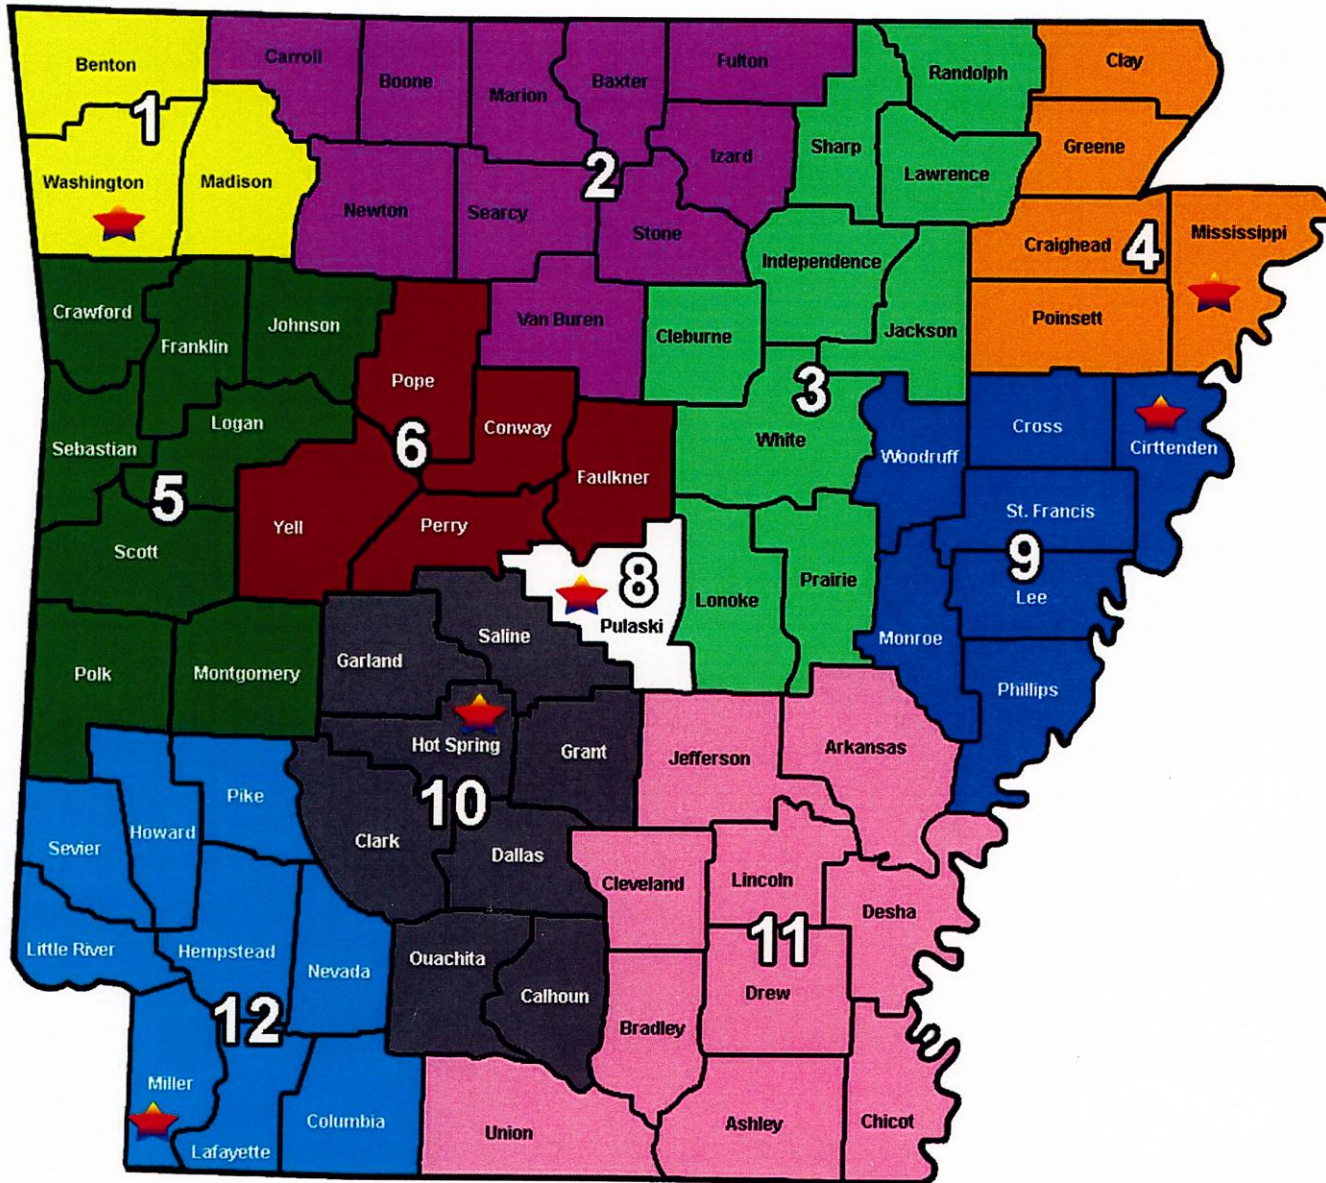 Benton
Carroll
Boone
Marion
Baxter
Fulton
Randolph
Clay
1
Washington
Madison
Newton
Searcy
2
Stone
Izard
Sharp
Lawrence
Greene
Craighead
4
Mississippi
Crawford
Franklin
Johnson
Van Buren
Independence
Cleburne
Jackson
Poinsett
Pope
Conway
6
3
White
Sebastian
Logan
5
Faulkner
Woodruff
Cross
Cirttenden
Scott
Yell
Perry
St. Francis
9
Lee
8
Pulaski
Lonoke
Prairie
Monroe
Phillips
Polk
Montgomery
Garland
Saline
Hot Spring
Grant
Jefferson
Arkansas
10
Pike
Howard
Sevier
Clark
Dallas
Cleveland
Lincoln
Desha
Little River
Hempstead
Nevada
Ouachita
Calhoun
11
Drew
Bradley
12
Miller
Lafayette
Columbia
Union
Ashley
Chicot